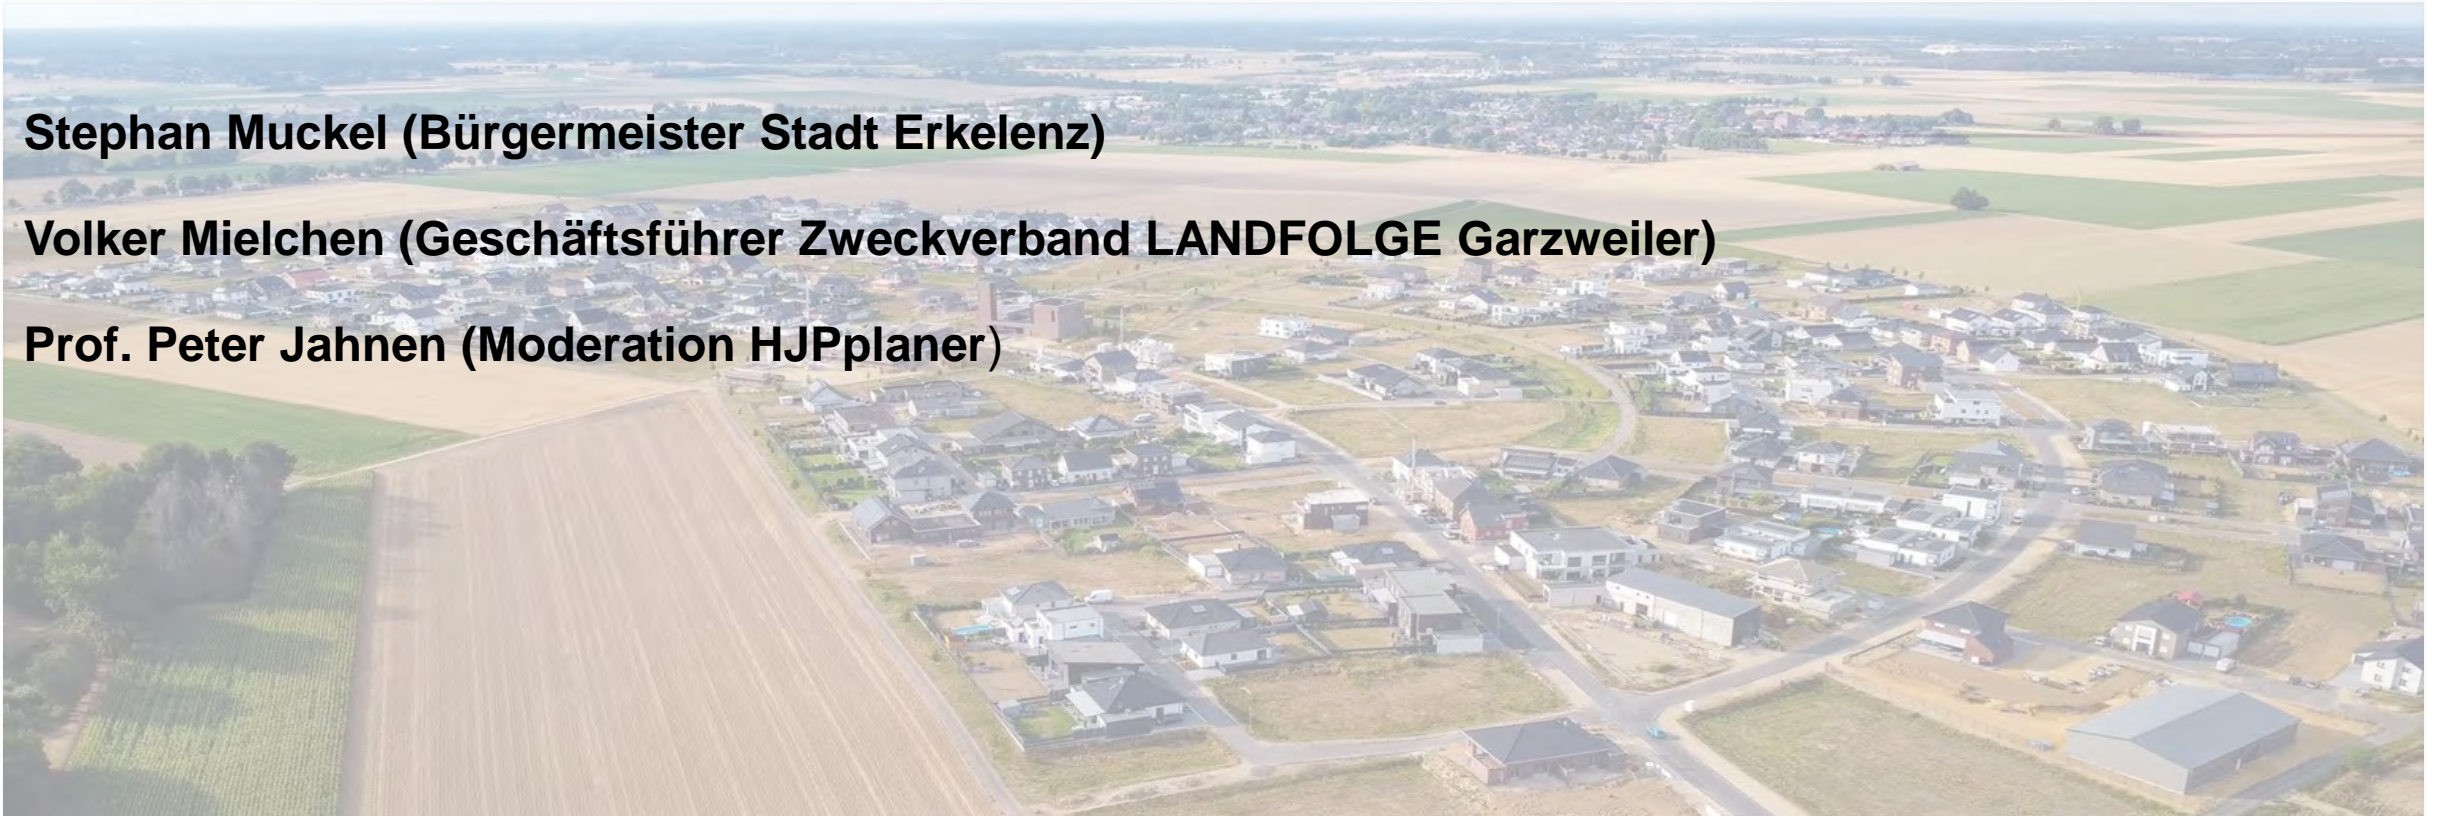 Stephan Muckel (Bürgermeister Stadt Erkelenz)
Volker Mielchen (Geschäftsführer Zweckverband LANDFOLGE Garzweiler)
Prof. Peter Jahnen (Moderation HJPplaner)